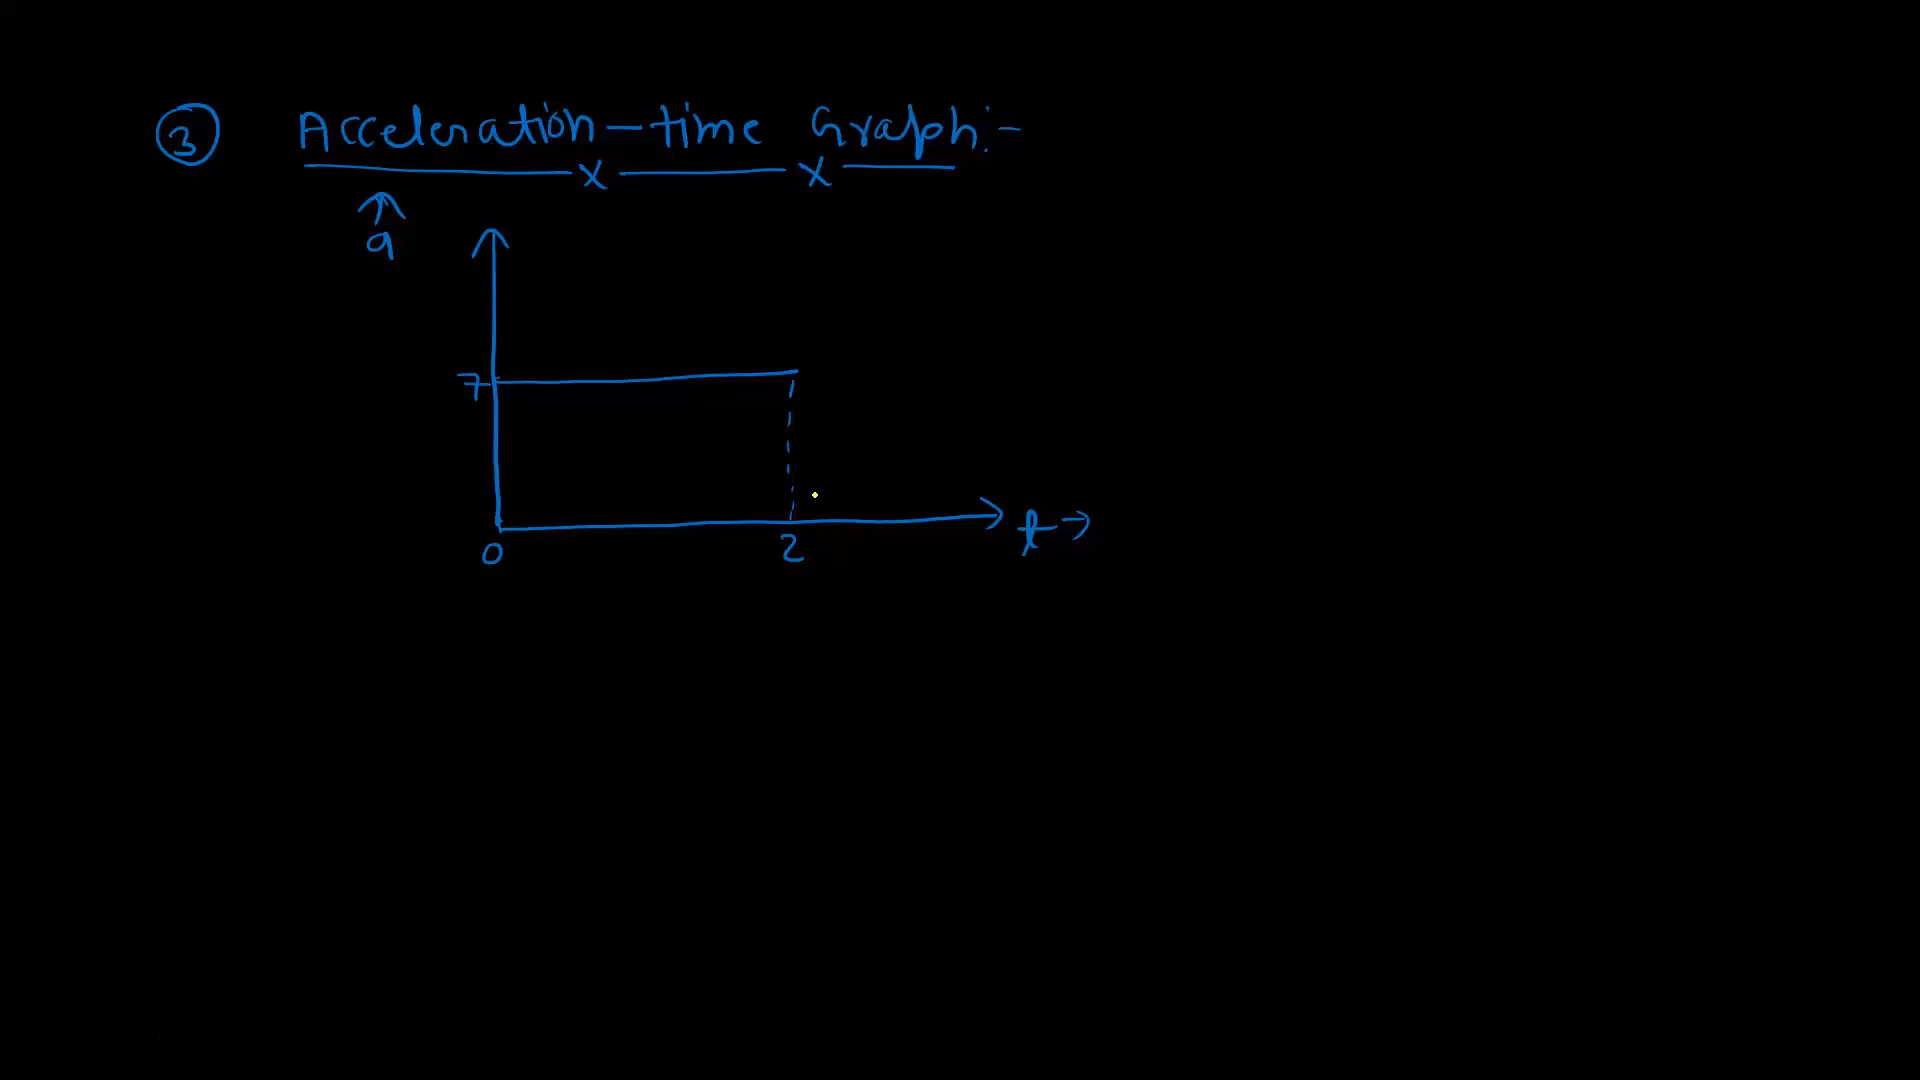 3 Acceleration-time Graph:-
a
7
t →
0 2